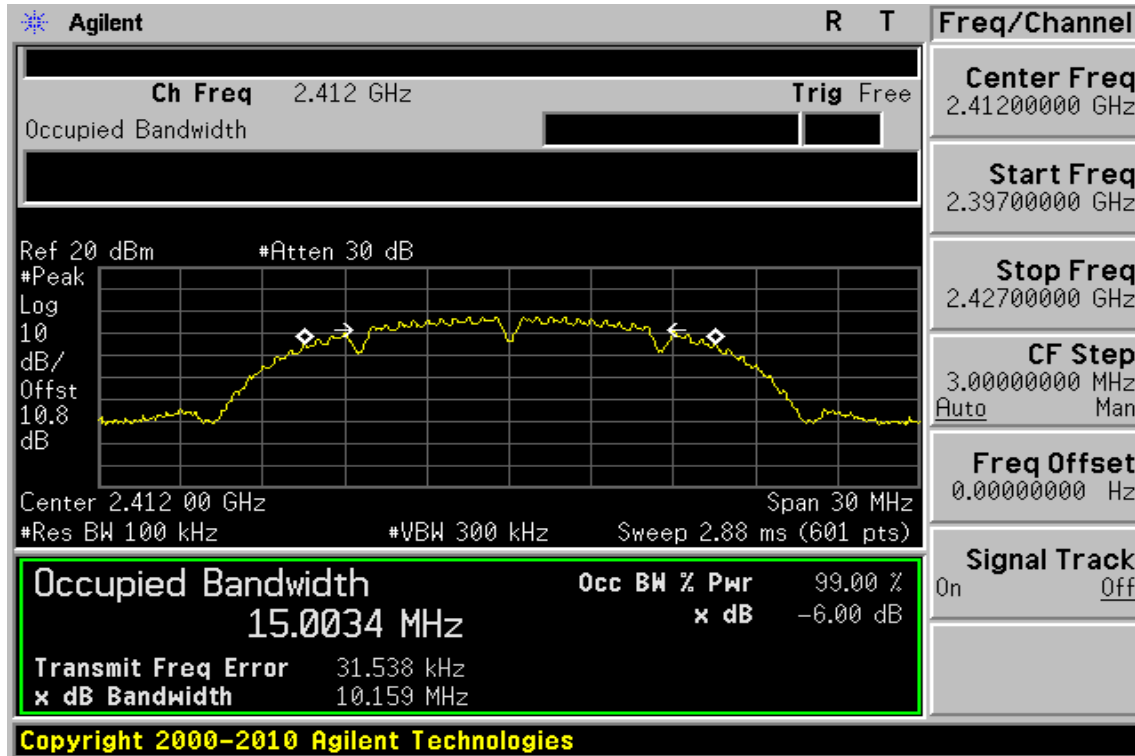 Agilent R T
Ch Freq 2.412 GHz Trig Free
Occupied Bandwidth
Ref 20 dBm #Atten 30 dB
#Peak
Log
10
dB/
Offst
10.8
dB
Center 2.412 00 GHz Span 30 MHz
#Res BW 100 kHz #VBW 300 kHz Sweep 2.88 ms (601 pts)
Occupied Bandwidth
15.0034 MHz
Occ BW % Pwr 99.00 %
x dB -6.00 dB
Transmit Freq Error 31.538 kHz
x dB Bandwidth 10.159 MHz
Copyright 2000-2010 Agilent Technologies
Freq/Channel
Center Freq
2.41200000 GHz
Start Freq
2.39700000 GHz
Stop Freq
2.42700000 GHz
CF Step
3.00000000 MHz
Auto Man
Freq Offset
0.00000000 Hz
Signal Track
On Off